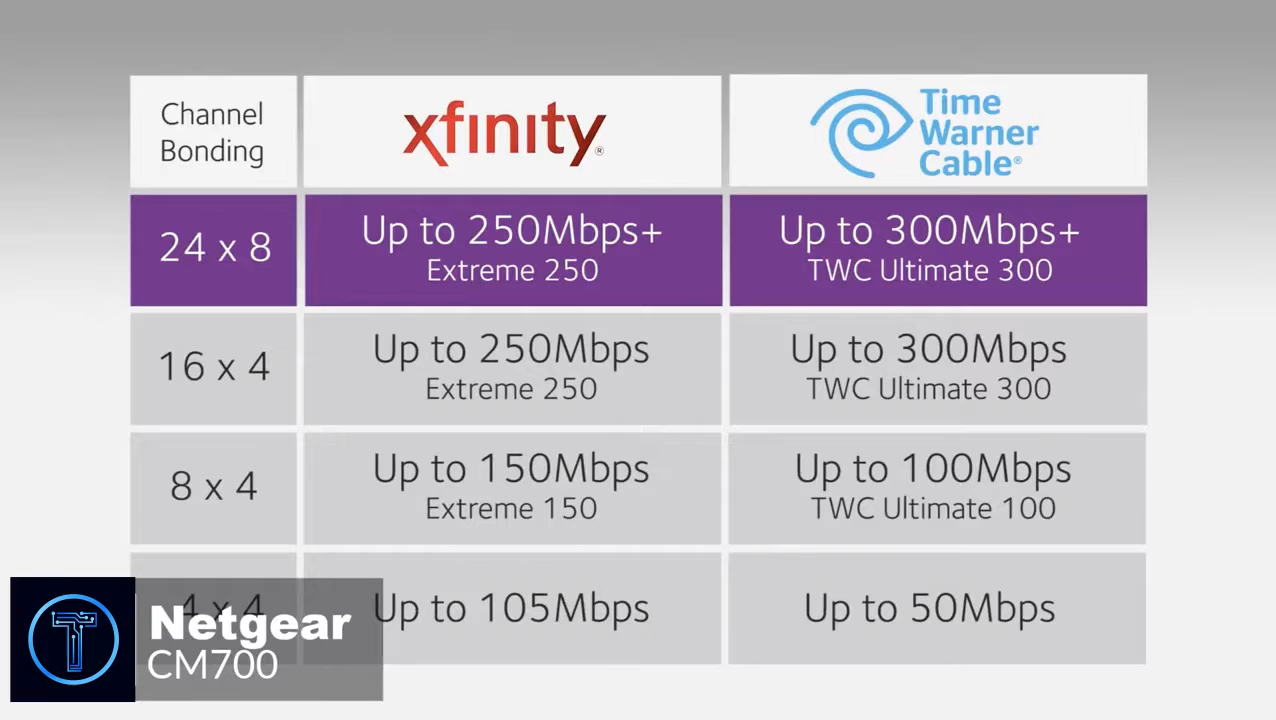 Channel
Bonding
xfinity®
Time
Warner
Cable®
24 x 8
Up to 250Mbps+
Extreme 250
Up to 300Mbps+
TWC Ultimate 300
16 x 4
Up to 250Mbps
Extreme 250
Up to 300Mbps
TWC Ultimate 300
8 x 4
Up to 150Mbps
Extreme 150
Up to 100Mbps
TWC Ultimate 100
4 x 4
Up to 105Mbps
Up to 50Mbps
T
Netgear
CM700